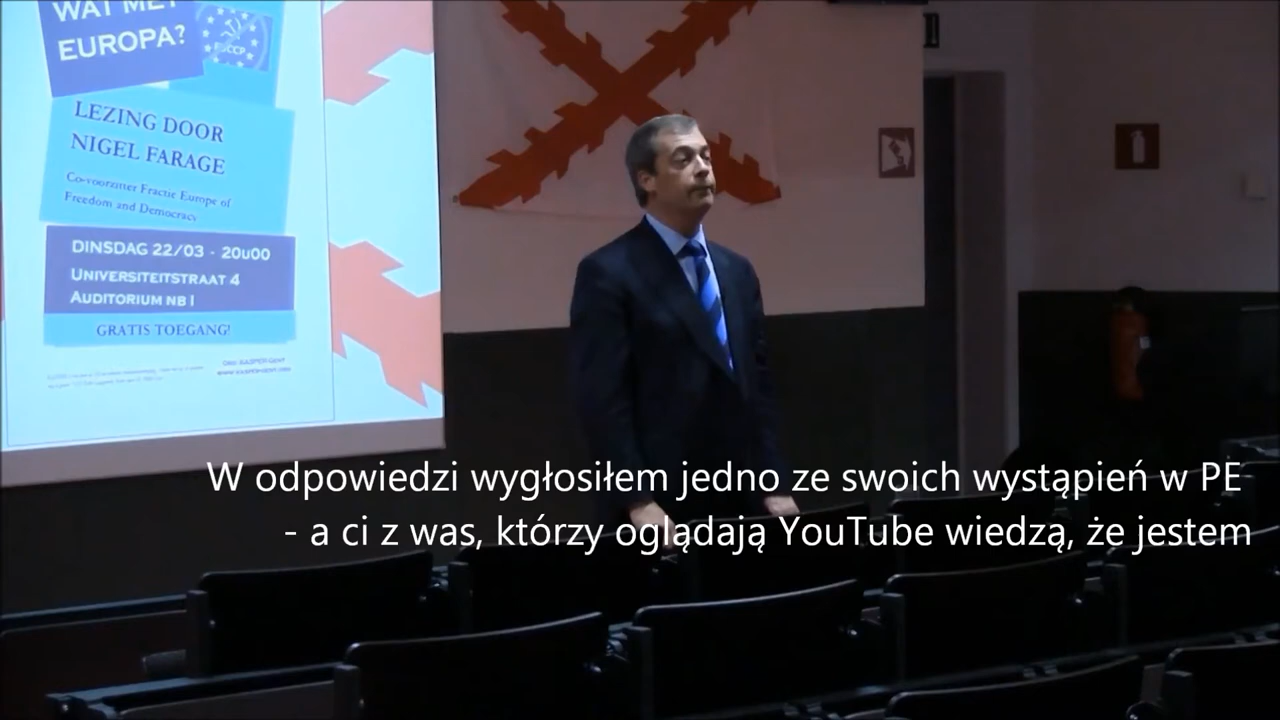 WAT MET
EUROPA?
LEZING DOOR
NIGEL FARAGE
Co-voorzitter Fractie Europe of
Freedom and Democracy
DINSDAG 22/03 - 20u00
UNIVERSITEITSTRAAT 4
AUDITORIUM NB I
GRATIS TOEGANG!
W odpowiedzi wygłosiłem jedno ze swoich wystąpień w PE
- a ci z was, którzy oglądają YouTube wiedzą, że jestem